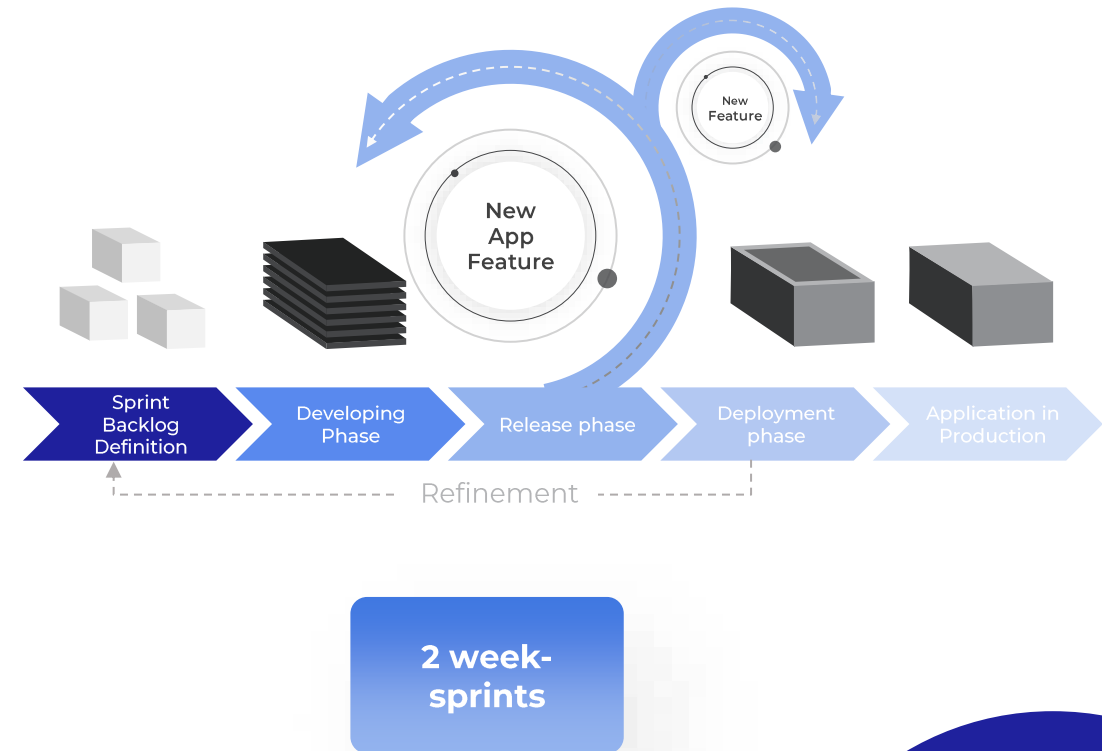 New
Feature
New
App
Feature
Sprint
Backlog
Definition
Developing
Phase
Release phase
Deployment
phase
Application in
Production
Refinement
2 week-
sprints